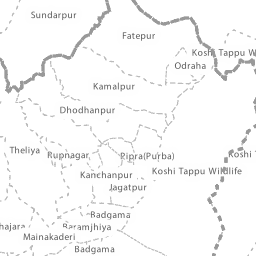 Sundarpur
Fatepur
Koshi Tappu W
Odraha
Kamalpur
Dhodhanpur
Theliya
Rupnagar
Pipra(Purba)
Koshi T
Kanchanpur
Koshi Tappu Wildlife
Jagatpur
Badgama
hajara
Baramjhiya
Mainakaderi
Badgama